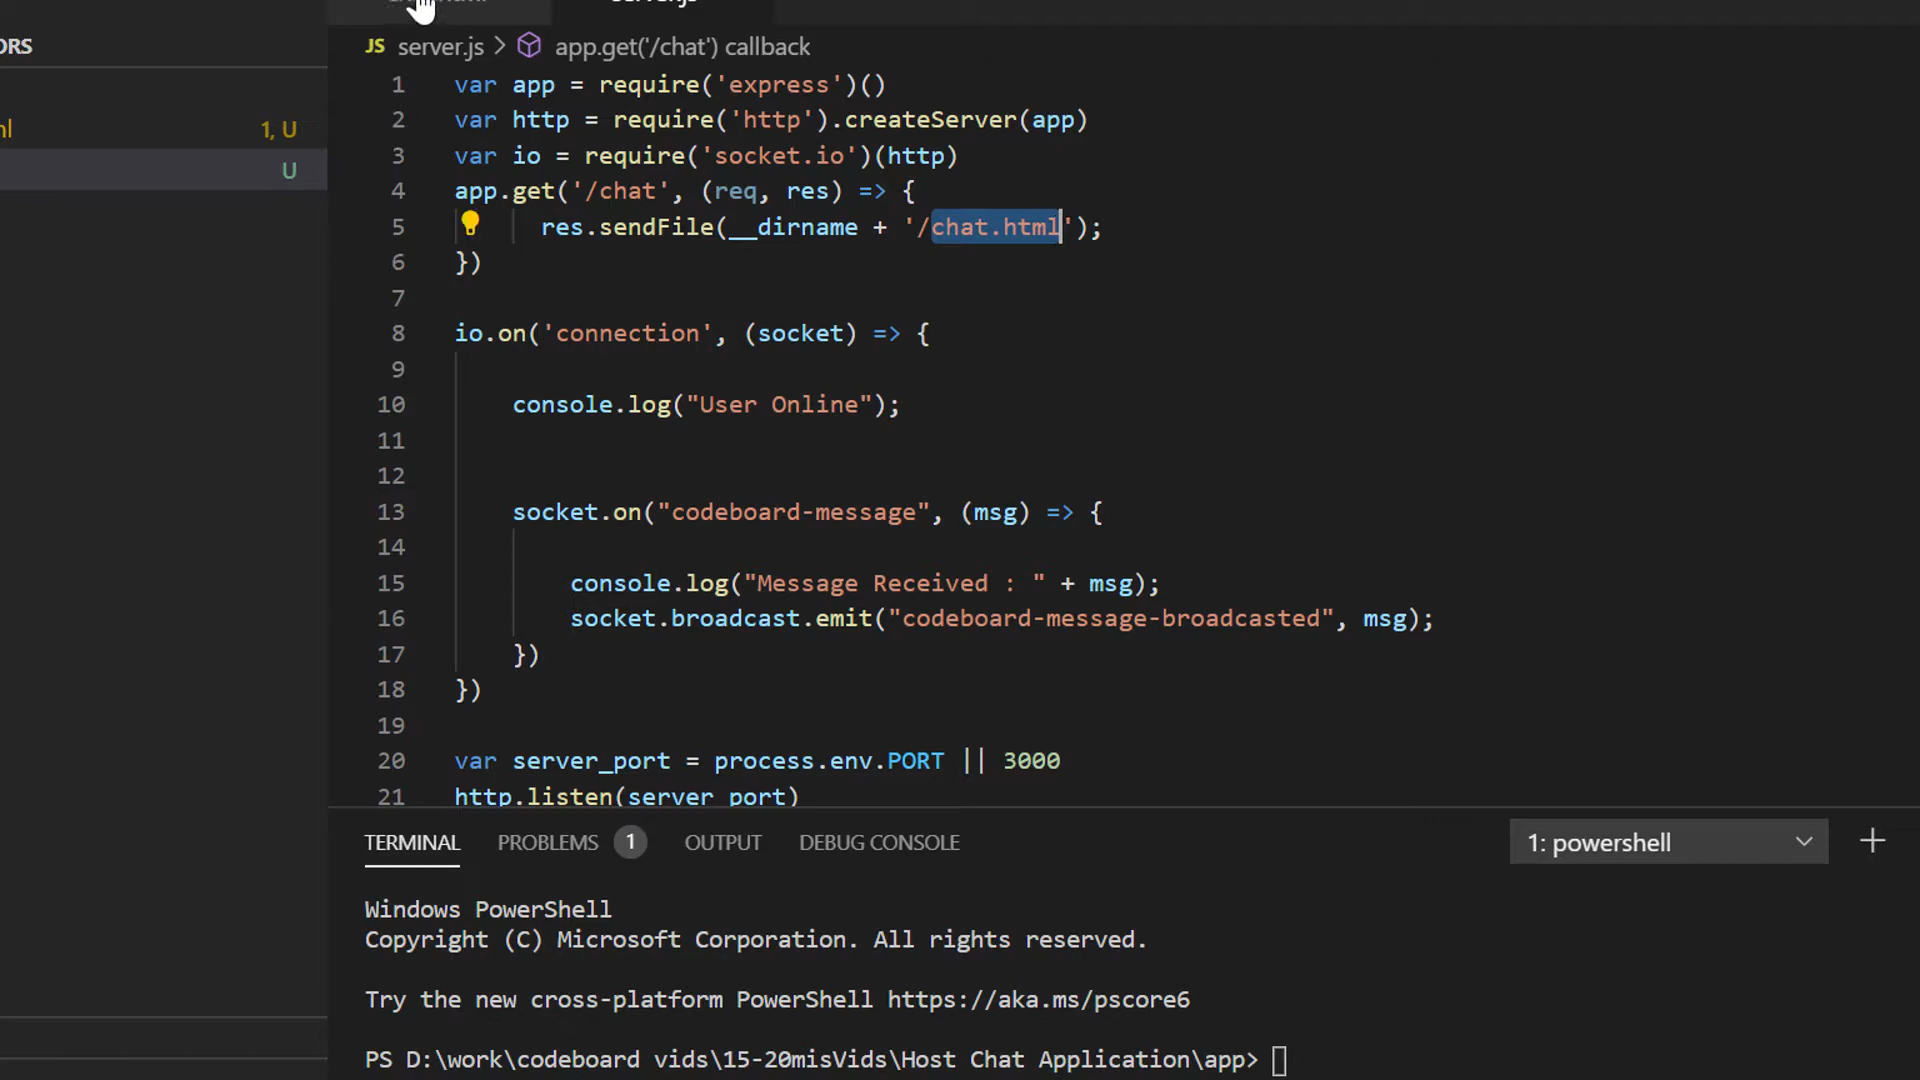 server.js
ORS
JS server.js > app.get('/chat') callback
1 var app = require('express')()
2 var http = require('http').createServer(app)
ml 1, U
3 var io = require('socket.io')(http)
U
4 app.get('/chat', (req, res) => {
5 res.sendFile(__dirname + '/chat.html');
6 })
7
8 io.on('connection', (socket) => {
9
10 console.log("User Online");
11
12
13 socket.on("codeboard-message", (msg) => {
14
15 console.log("Message Received : " + msg);
16 socket.broadcast.emit("codeboard-message-broadcasted", msg);
17 })
18 })
19
20 var server_port = process.env.PORT || 3000
21 http.listen(server_port)
TERMINAL PROBLEMS 1 OUTPUT DEBUG CONSOLE 1: powershell
Windows PowerShell
Copyright (C) Microsoft Corporation. All rights reserved.
Try the new cross-platform PowerShell https://aka.ms/pscore6
PS D:\work\codeboard vids\15-20misVids\Host Chat Application\app>